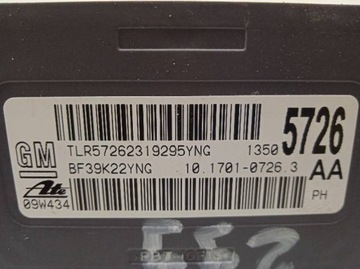 GM
TLR57262319295YNG 1350 5726
BF39K22YNG 10.1701-0726.3 AA
Ate
09W434 PH